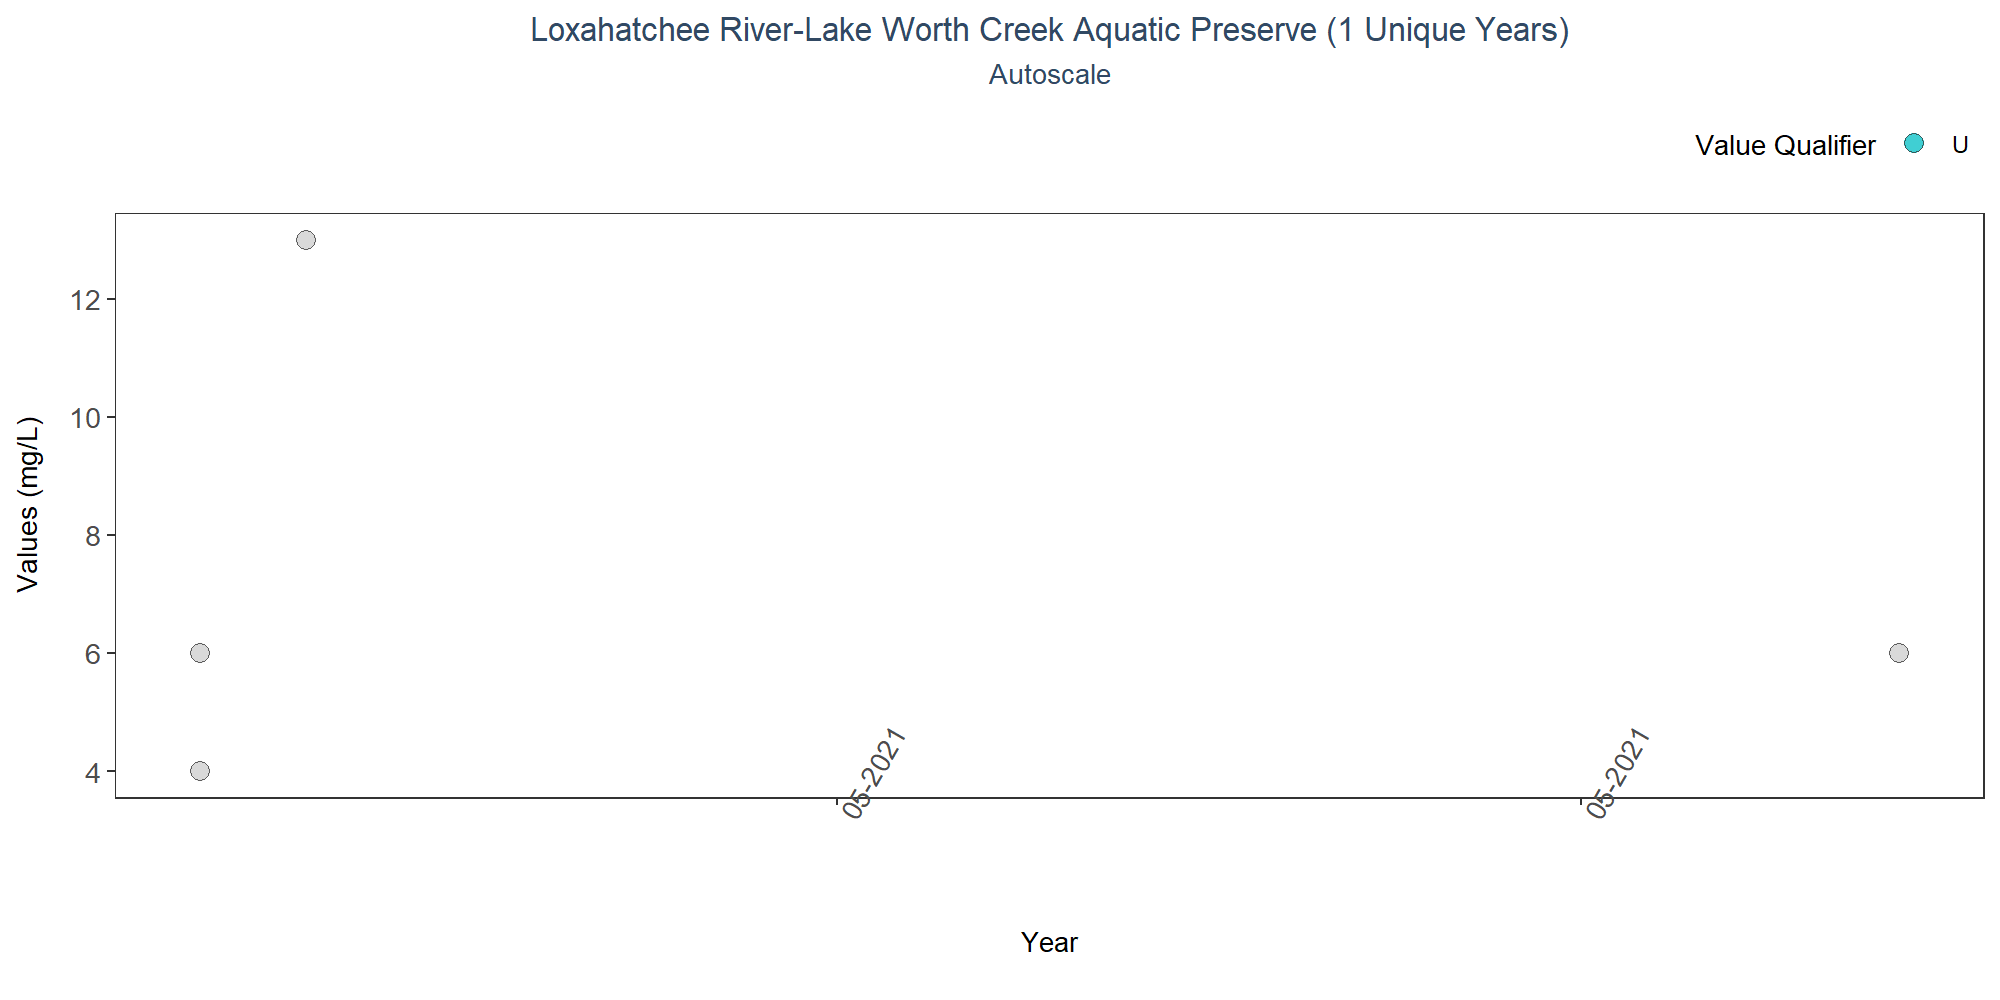 Loxahatchee River-Lake Worth Creek Aquatic Preserve (1 Unique Years)
Autoscale
Value Qualifier U
Values (mg/L)
12
10
8
6
4
05-2021 05-2021
Year